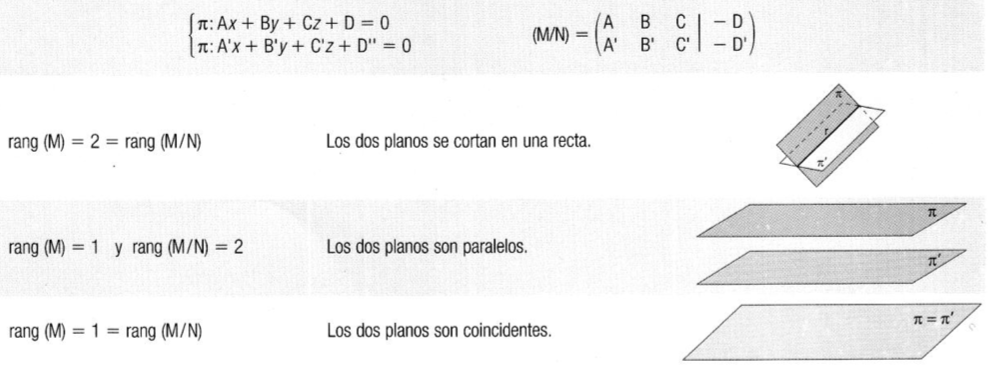 π: Ax + By + Cz + D = 0
π: A'x + B'y + C'z + D'' = 0
(M/N) = (A B C | − D
A' B' C' | − D')
rang (M) = 2 = rang (M/N)
Los dos planos se cortan en una recta.
π
r
π'
rang (M) = 1 y rang (M/N) = 2
Los dos planos son paralelos.
π
π'
rang (M) = 1 = rang (M/N)
Los dos planos son coincidentes.
π = π'